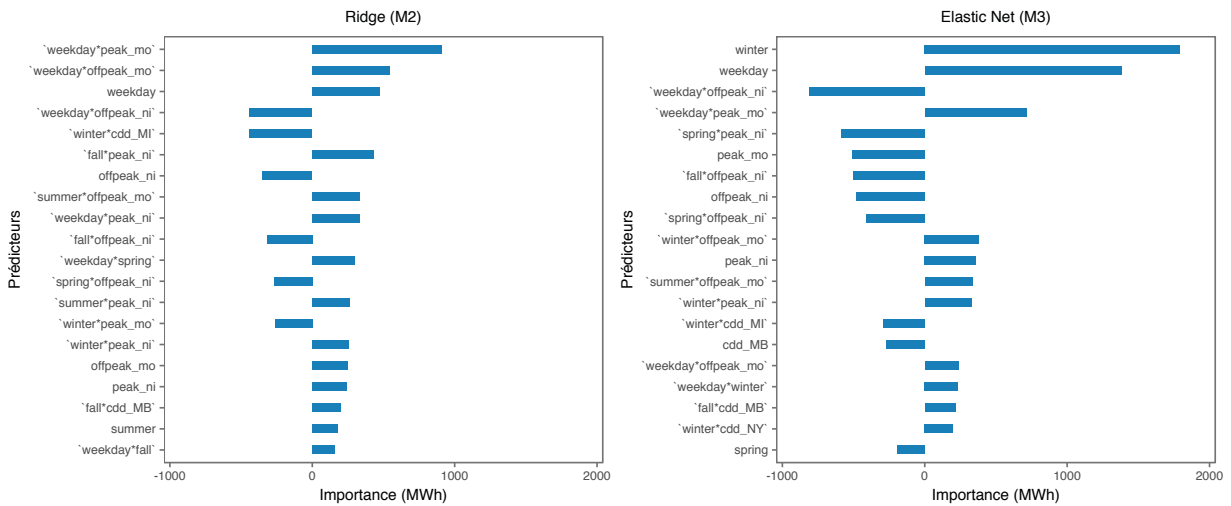 Ridge (M2)
Prédicteurs
`weekday*peak_mo`
`weekday*offpeak_mo`
weekday
`weekday*offpeak_ni`
`winter*cdd_MI`
`fall*peak_ni`
offpeak_ni
`summer*offpeak_mo`
`weekday*peak_ni`
`fall*offpeak_ni`
`weekday*spring`
`spring*offpeak_ni`
`summer*peak_ni`
`winter*peak_mo`
`winter*peak_ni`
offpeak_mo
peak_ni
`fall*cdd_MB`
summer
`weekday*fall`
-1000 0 1000 2000
Importance (MWh)
Elastic Net (M3)
Prédicteurs
winter
weekday
`weekday*offpeak_ni`
`weekday*peak_mo`
`spring*peak_ni`
peak_mo
`fall*offpeak_ni`
offpeak_ni
`spring*offpeak_ni`
`winter*offpeak_mo`
peak_ni
`summer*offpeak_mo`
`winter*peak_ni`
`winter*cdd_MI`
cdd_MB
`weekday*offpeak_mo`
`weekday*winter`
`fall*cdd_MB`
`winter*cdd_NY`
spring
-1000 0 1000 2000
Importance (MWh)